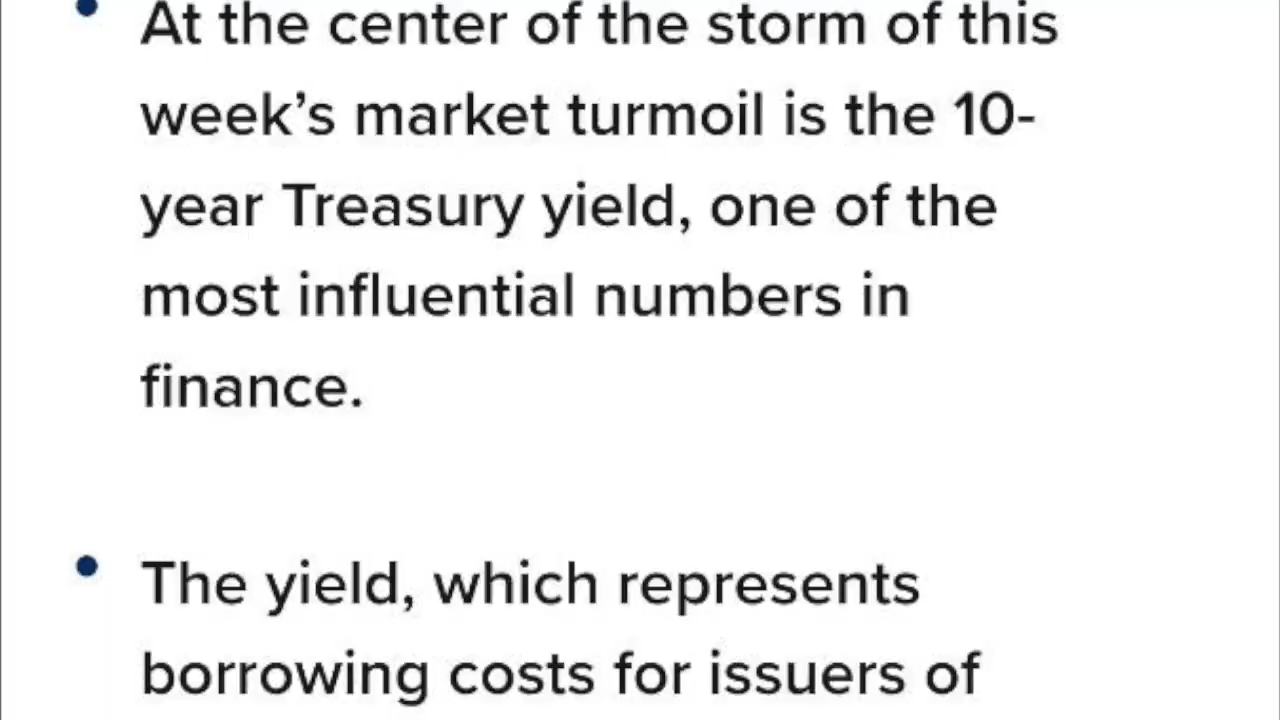 At the center of the storm of this
week’s market turmoil is the 10-
year Treasury yield, one of the
most influential numbers in
finance.
The yield, which represents
borrowing costs for issuers of